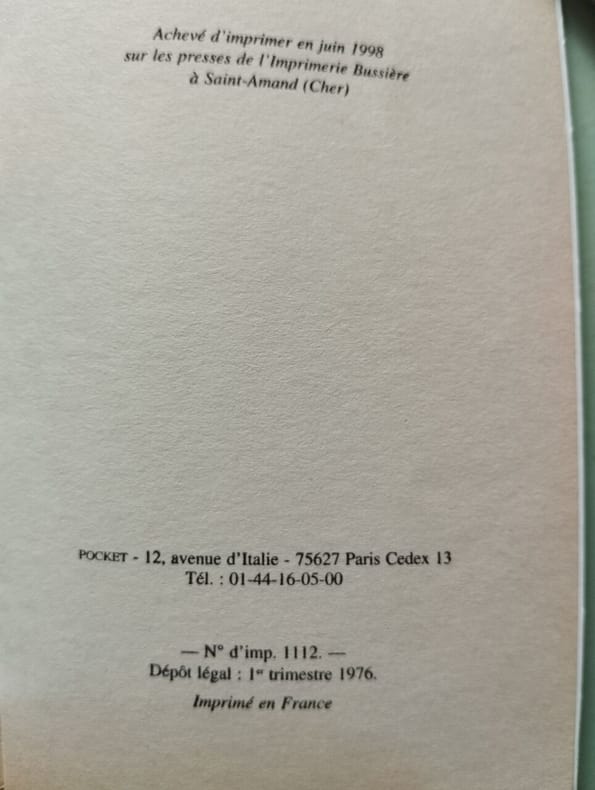 Achevé d'imprimer en juin 1998
sur les presses de l'Imprimerie Bussière
à Saint-Amand (Cher)
POCKET - 12, avenue d'Italie - 75627 Paris Cedex 13
Tél. : 01-44-16-05-00
— N° d'imp. 1112. —
Dépôt légal : 1er trimestre 1976.
Imprimé en France